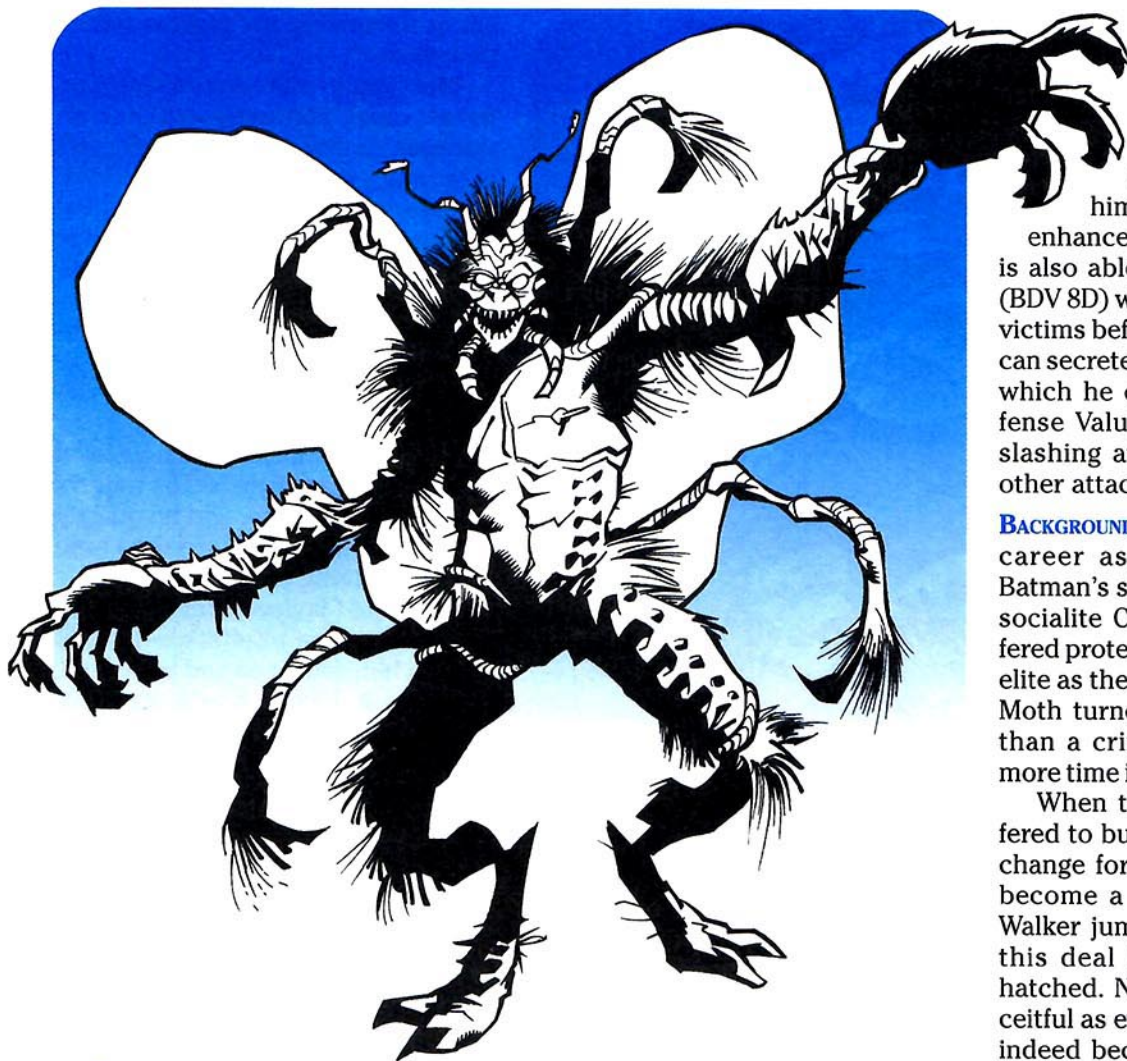 him
enhance
is also able
(BDV 8D) w
victims bef
can secrete
which he
fense Valu
slashing a
other attac
BACKGROUN
career as
Batman's s
socialite C
fered prote
elite as the
Moth turn
than a cri
more time i
When t
fered to bu
change for
become a
Walker jum
this deal
hatched. N
ceitful as e
indeed bec